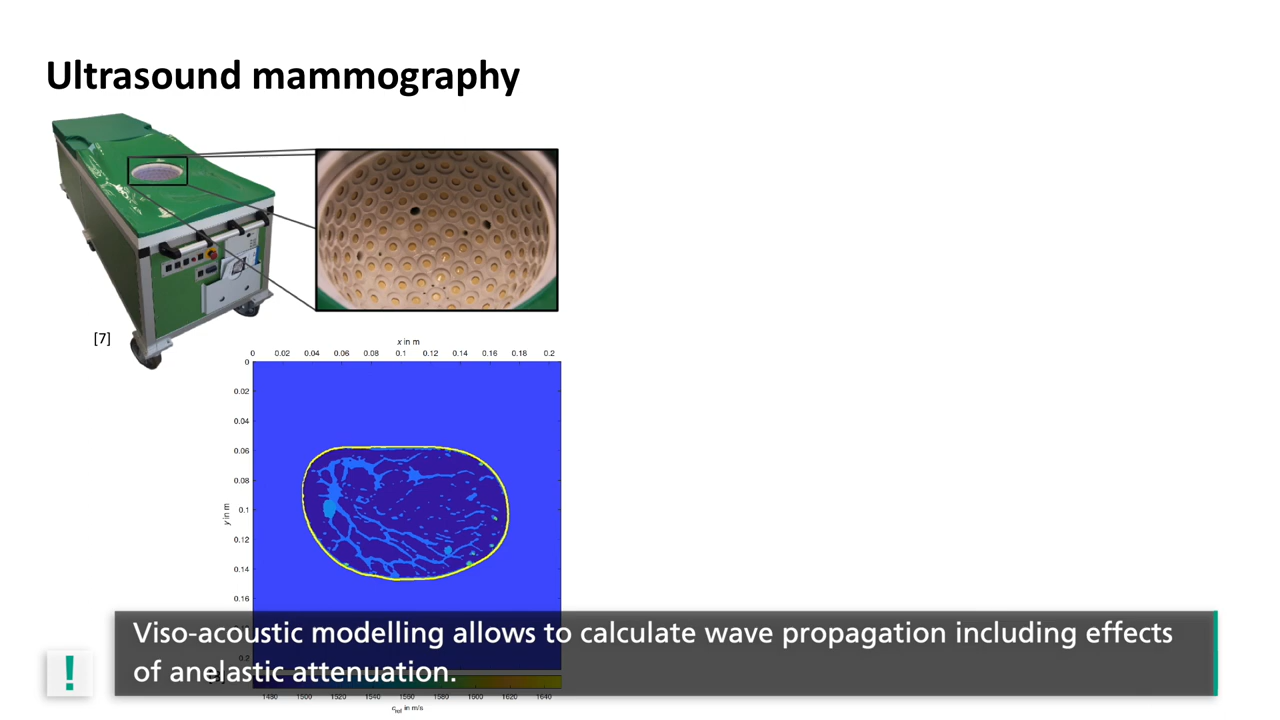 Ultrasound mammography
[7]
x in m
0 0.02 0.04 0.06 0.08 0.1 0.12 0.14 0.16 0.18 0.2
0
0.02
0.04
0.06
0.08
y in m
0.1
0.12
0.14
0.16
Viso-acoustic modelling allows to calculate wave propagation including effects
0.2
of anelastic attenuation.
!
1480 1500 1520 1540 1560 1580 1600 1620 1640
in m/s